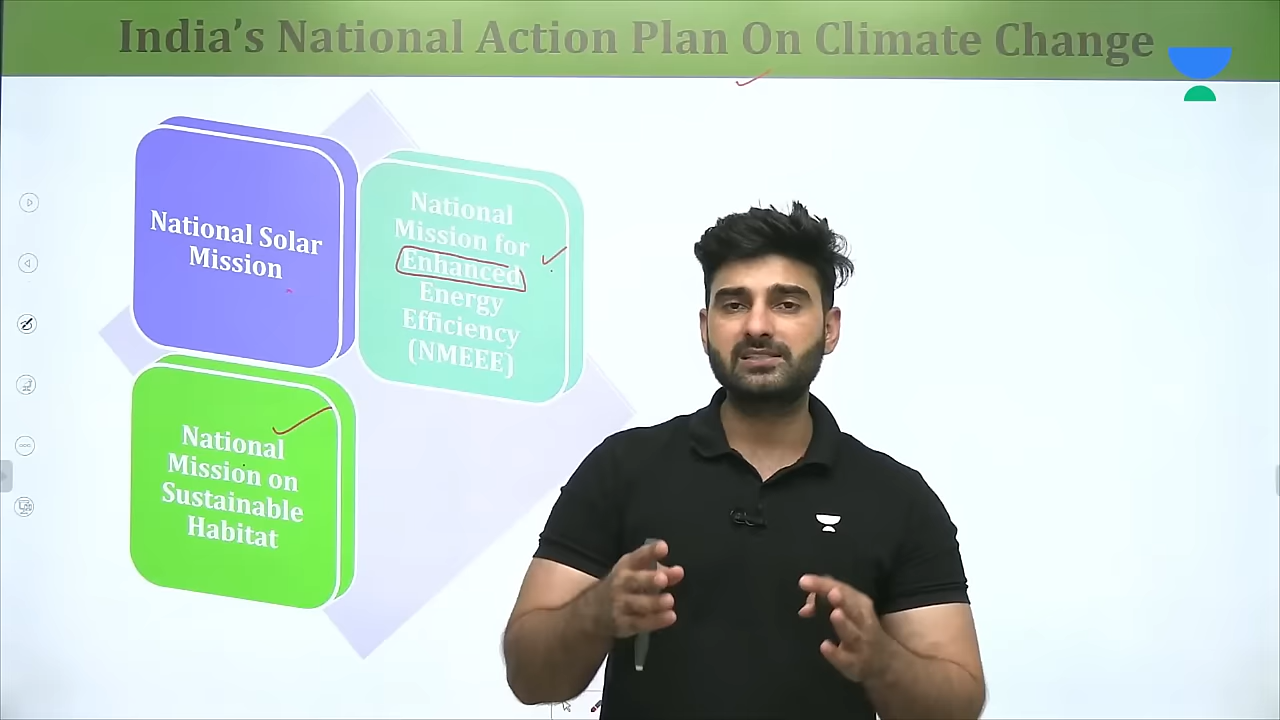 India's National Action Plan On Climate Change
National Solar
Mission
National
Mission for
Enhanced
Energy
Efficiency
(NMEEE)
National
Mission on
Sustainable
Habitat